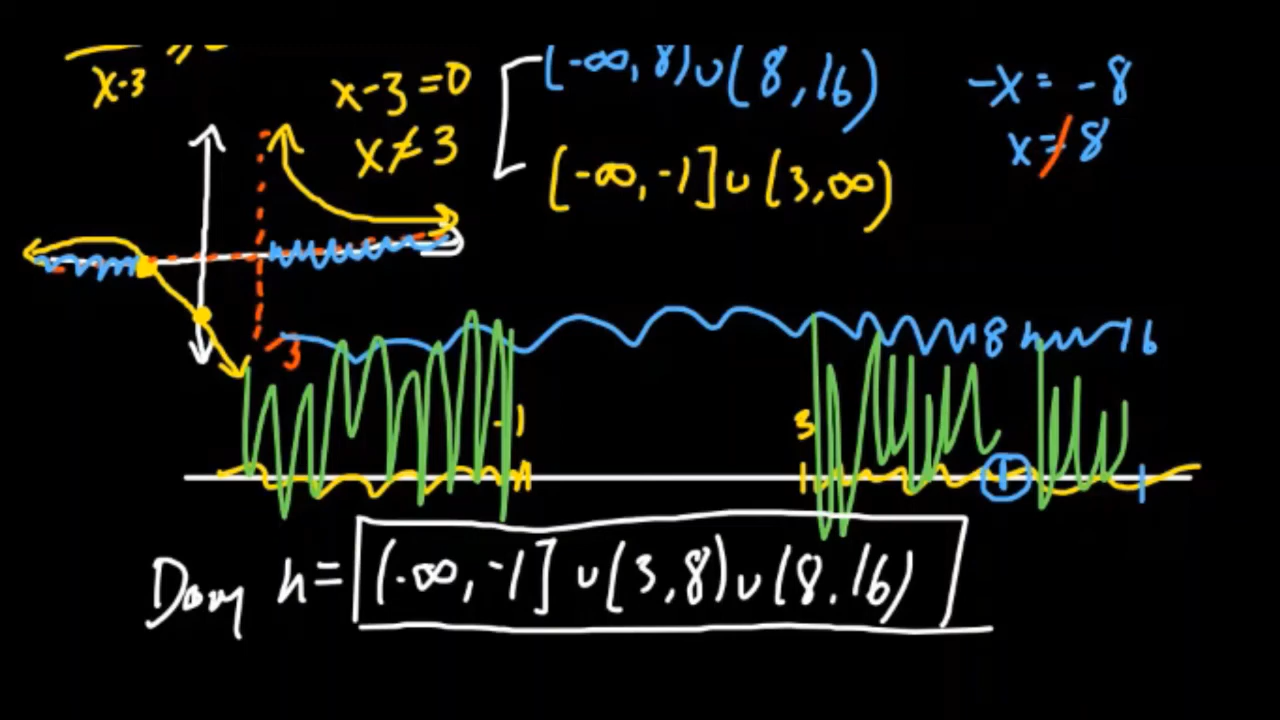 x-3
x-3=0
x≠3
(-∞, 8)∪(8, 16)
(-∞, -1]∪(3, ∞)
-x = -8
x≠8
3
8
16
-1
3
Dom h = (-∞, -1] ∪ (3, 8) ∪ (8, 16)